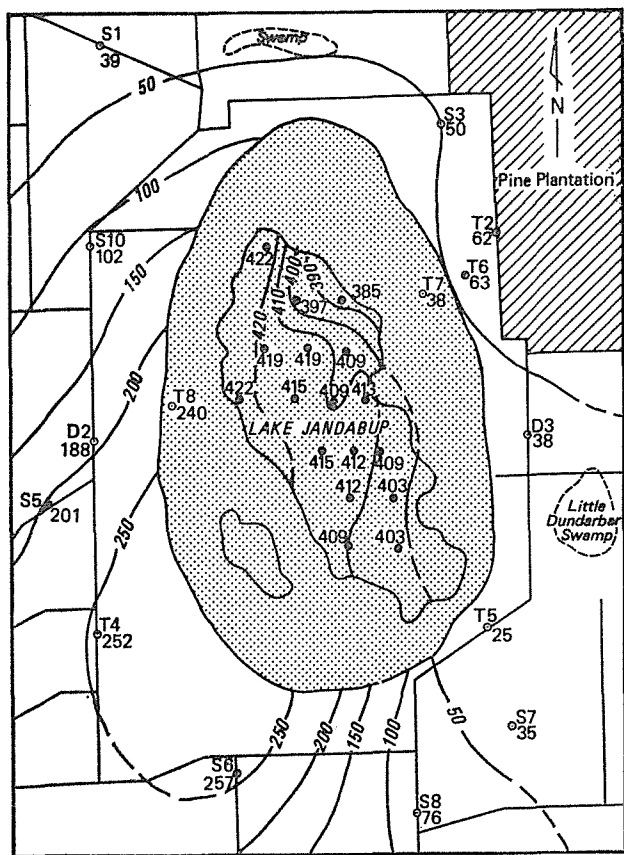 Swamp
S1
39
50
S3
50
N
Pine Plantation
100
T2
62
S10
102
T6
63
T7
38
150
422
400
390
410
420
397
385
200
419
419
409
T8
240
422
415
409
413
LAKE JANDABUP
D2
188
D3
38
415
412
409
S5
201
412
403
250
Little
Dundarbar
Swamp
409
403
T4
252
T5
25
250
200
150
100
50
S7
35
S6
257
S8
76